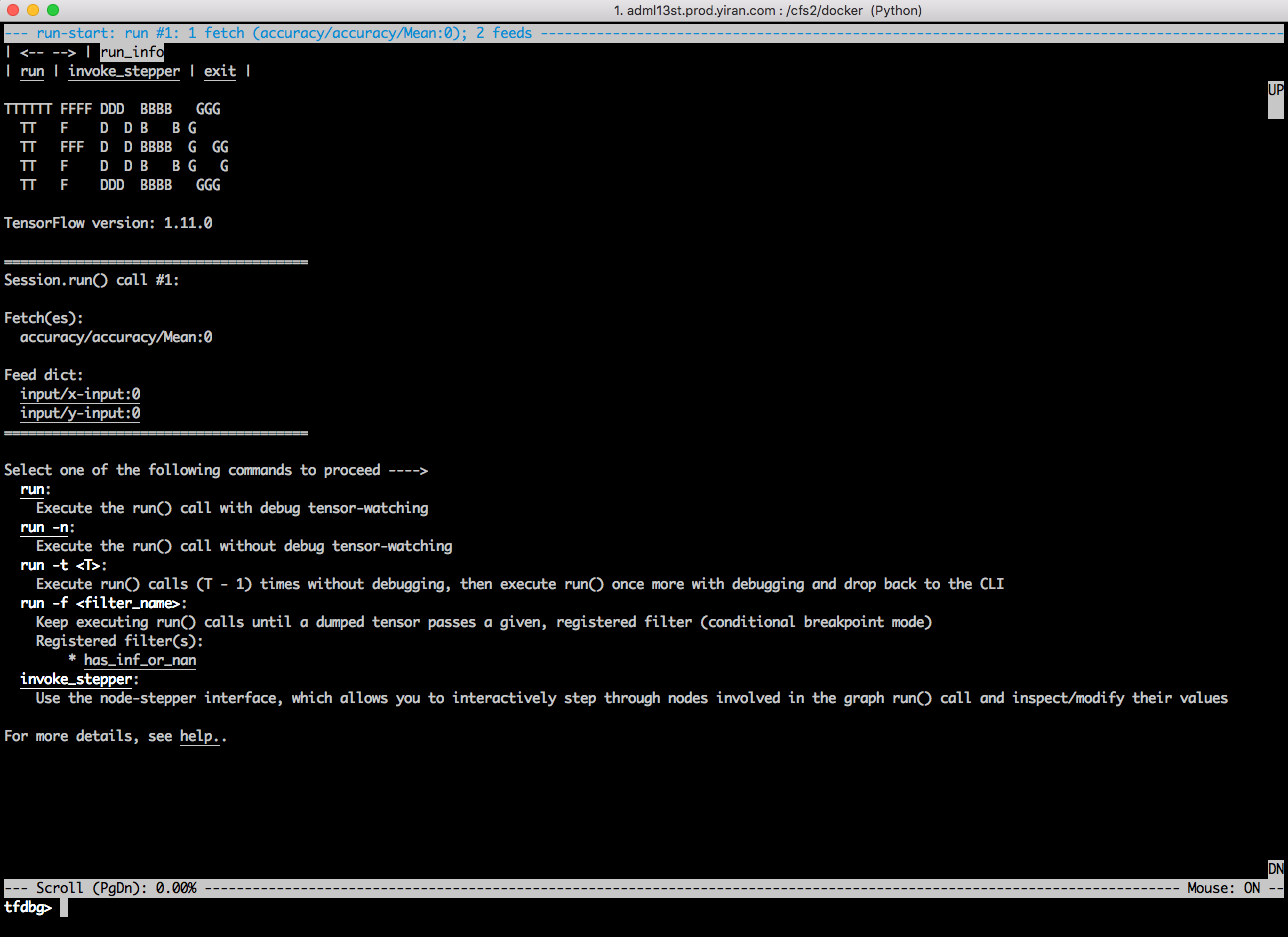 1. adml13st.prod.yiran.com : /cfs2/docker  (Python)
--- run-start: run #1: 1 fetch (accuracy/accuracy/Mean:0); 2 feeds ---
| <-- --> | run_info
| run | invoke_stepper | exit |
UP
TTTTTT FFFF DDD  BBBB   GGG
  TT   F    D  D B   B G
  TT   FFF  D  D BBBB  G  GG
  TT   F    D  D B   B G   G
  TT   F    DDD  BBBB   GGG
TensorFlow version: 1.11.0
======================================
Session.run() call #1:
Fetch(es):
  accuracy/accuracy/Mean:0
Feed dict:
  input/x-input:0
  input/y-input:0
======================================
Select one of the following commands to proceed ---->
  run:
    Execute the run() call with debug tensor-watching
  run -n:
    Execute the run() call without debug tensor-watching
  run -t <T>:
    Execute run() calls (T - 1) times without debugging, then execute run() once more with debugging and drop back to the CLI
  run -f <filter_name>:
    Keep executing run() calls until a dumped tensor passes a given, registered filter (conditional breakpoint mode)
    Registered filter(s):
        * has_inf_or_nan
  invoke_stepper:
    Use the node-stepper interface, which allows you to interactively step through nodes involved in the graph run() call and inspect/modify their values
For more details, see help..
DN
--- Scroll (PgDn): 0.00% --- Mouse: ON --
tfdbg>